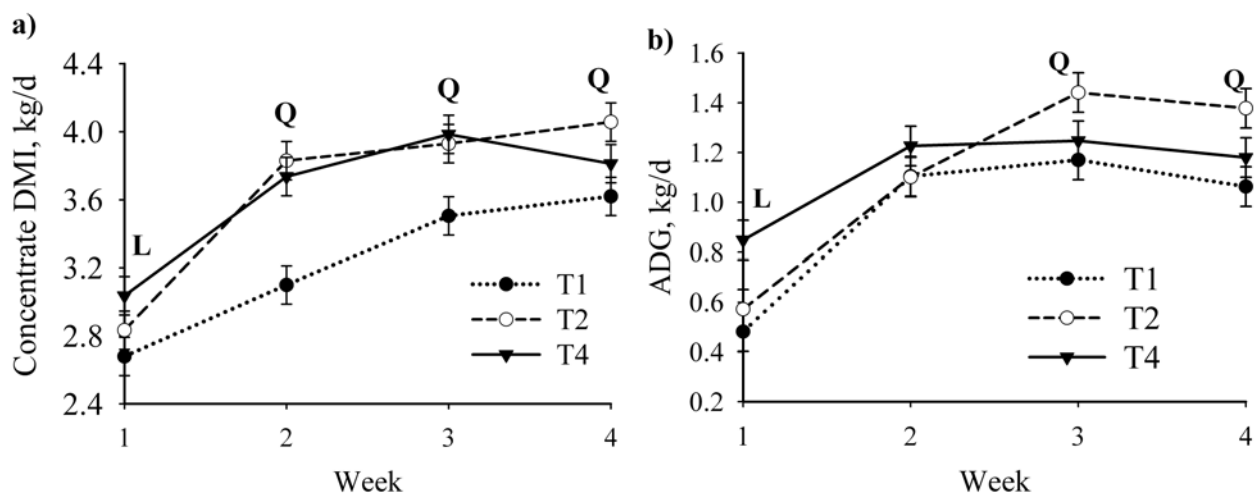 a)
Concentrate DMI, kg/d
4.4
4.0
3.6
3.2
2.8
2.4
L
Q
Q
Q
T1
T2
T4
1
2
3
4
Week
b)
ADG, kg/d
1.6
1.4
1.2
1.0
0.8
0.6
0.4
0.2
L
Q
Q
T1
T2
T4
1
2
3
4
Week